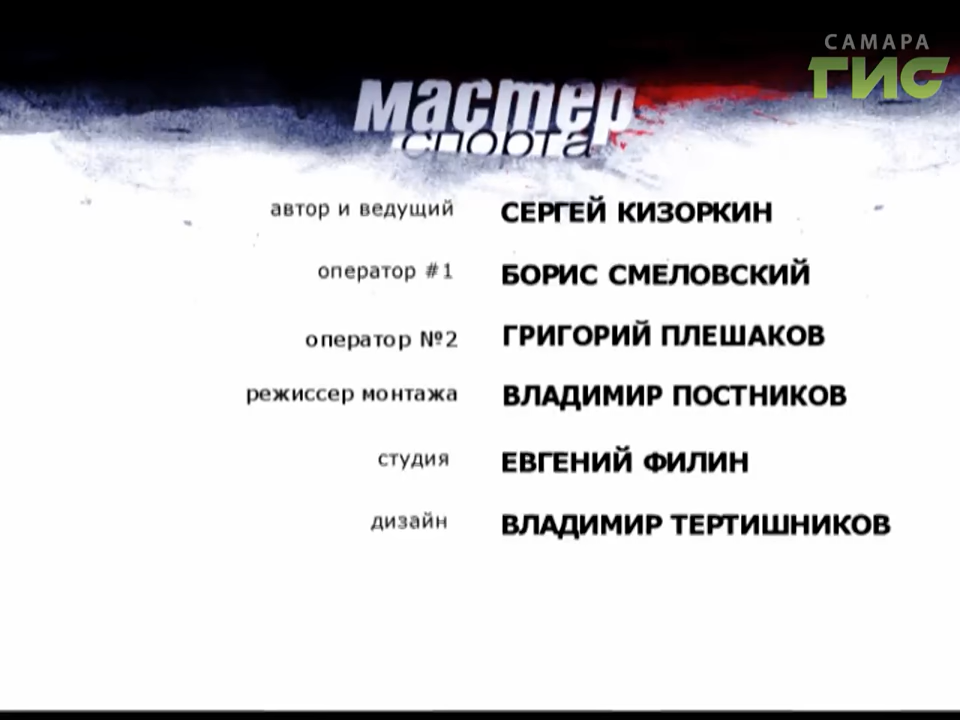 САМАРА
ГИС
мастер
спорта
автор и ведущий СЕРГЕЙ КИЗОРКИН
оператор #1 БОРИС СМЕЛОВСКИЙ
оператор №2 ГРИГОРИЙ ПЛЕШАКОВ
режиссер монтажа ВЛАДИМИР ПОСТНИКОВ
студия ЕВГЕНИЙ ФИЛИН
дизайн ВЛАДИМИР ТЕРТИШНИКОВ